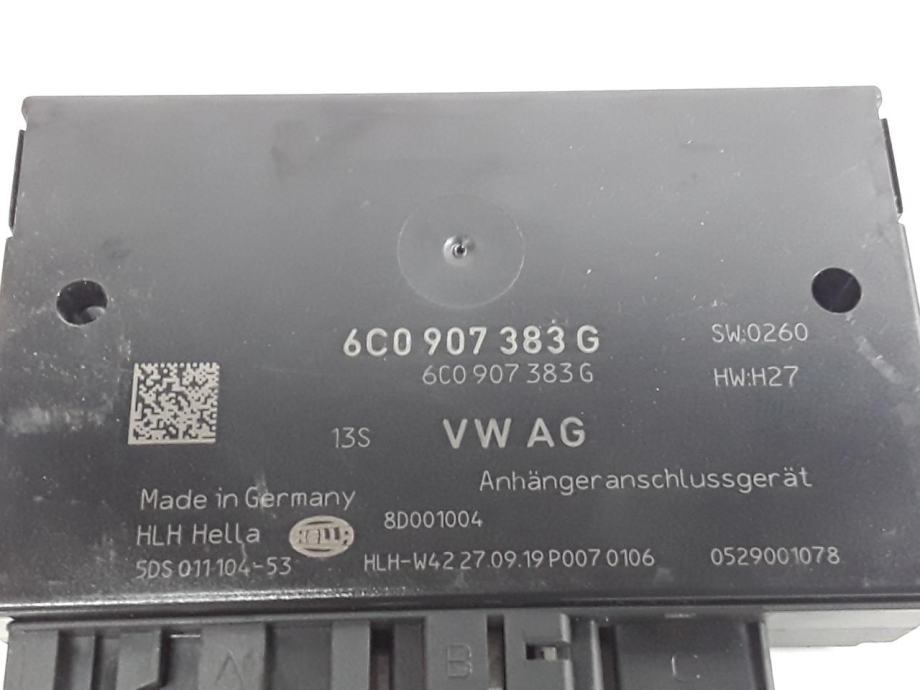 6C0 907 383 G
SW:0260
6C0 907 383 G
HW:H27
13S
VW AG
Anhängeranschlussgerät
Made in Germany
8D001004
HLH Hella
HELLA
5DS 011 104-53
HLH-W42 27.09.19 P007 0106
0529001078
A
B
C